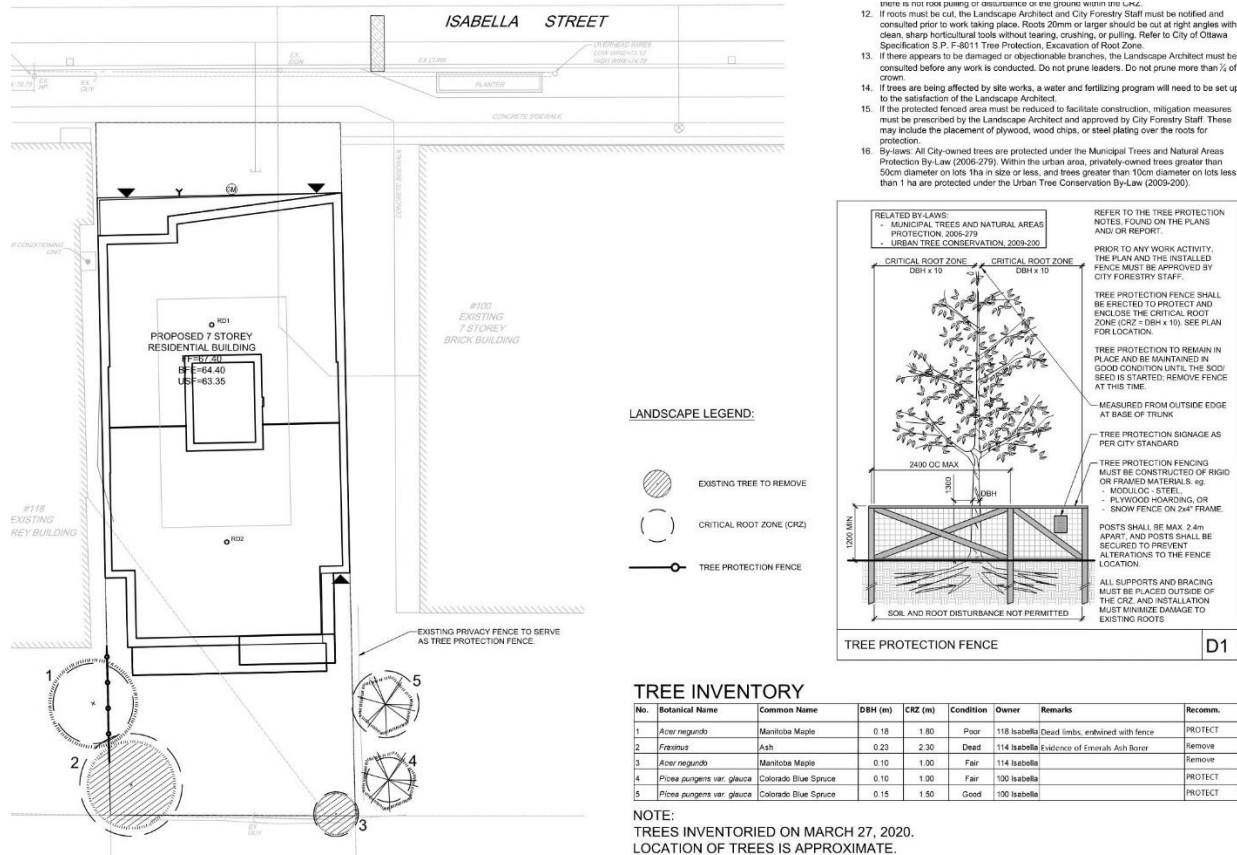 ISABELLA STREET
OVERHEAD WIRES
LOW WIRE=73.12
EX CURB
PLANTER
EX
GUY
CONCRETE SIDEWALK
CONCRETE SIDEWALK
GM
UNIT
RD1
PROPOSED 7 STOREY
RESIDENTIAL BUILDING
FF=67.40
BFE=64.40
USF=63.35
#100
EXISTING
7 STOREY
BRICK BUILDING
#118
EXISTING
REY BUILDING
RD2
EXISTING PRIVACY FENCE TO SERVE
AS TREE PROTECTION FENCE.
1
2
3
4
5
EX
GUY
LANDSCAPE LEGEND:
EXISTING TREE TO REMOVE
CRITICAL ROOT ZONE (CRZ)
TREE PROTECTION FENCE
there is not root pulling or disturbance of the ground within the CRZ.
12. If roots must be cut, the Landscape Architect and City Forestry Staff must be notified and
consulted prior to work taking place. Roots 20mm or larger should be cut at right angles with
clean, sharp horticultural tools without tearing, crushing, or pulling. Refer to City of Ottawa
Specification S.P. F-8011 Tree Protection, Excavation of Root Zone.
13. If there appears to be damaged or objectionable branches, the Landscape Architect must be
consulted before any work is conducted. Do not prune leaders. Do not prune more than ¼ of
crown.
14. If trees are being affected by site works, a water and fertilizing program will need to be set up
to the satisfaction of the Landscape Architect.
15. If the protected fenced area must be reduced to facilitate construction, mitigation measures
must be prescribed by the Landscape Architect and approved by City Forestry Staff. These
may include the placement of plywood, wood chips, or steel plating over the roots for
protection.
16. By-laws: All City-owned trees are protected under the Municipal Trees and Natural Areas
Protection By-Law (2006-279). Within the urban area, privately-owned trees greater than
50cm diameter on lots 1ha in size or less, and trees greater than 10cm diameter on lots less
than 1 ha are protected under the Urban Tree Conservation By-Law (2009-200).
RELATED BY-LAWS:
- MUNICIPAL TREES AND NATURAL AREAS
PROTECTION, 2006-279
- URBAN TREE CONSERVATION, 2009-200
CRITICAL ROOT ZONE
DBH x 10
CRITICAL ROOT ZONE
DBH x 10
2400 OC MAX
1300
DBH
1200 MIN
SOIL AND ROOT DISTURBANCE NOT PERMITTED
REFER TO THE TREE PROTECTION
NOTES, FOUND ON THE PLANS
AND/ OR REPORT.
PRIOR TO ANY WORK ACTIVITY,
THE PLAN AND THE INSTALLED
FENCE MUST BE APPROVED BY
CITY FORESTRY STAFF.
TREE PROTECTION FENCE SHALL
BE ERECTED TO PROTECT AND
ENCLOSE THE CRITICAL ROOT
ZONE (CRZ = DBH x 10). SEE PLAN
FOR LOCATION.
TREE PROTECTION TO REMAIN IN
PLACE AND BE MAINTAINED IN
GOOD CONDITION UNTIL THE SOD/
SEED IS STARTED; REMOVE FENCE
AT THIS TIME.
MEASURED FROM OUTSIDE EDGE
AT BASE OF TRUNK
TREE PROTECTION SIGNAGE AS
PER CITY STANDARD
TREE PROTECTION FENCING
MUST BE CONSTRUCTED OF RIGID
OR FRAMED MATERIALS. eg.
- MODULOC - STEEL,
- PLYWOOD HOARDING, OR
- SNOW FENCE ON 2x4" FRAME.
POSTS SHALL BE MAX. 2.4m
APART, AND POSTS SHALL BE
SECURED TO PREVENT
ALTERATIONS TO THE FENCE
LOCATION.
ALL SUPPORTS AND BRACING
MUST BE PLACED OUTSIDE OF
THE CRZ, AND INSTALLATION
MUST MINIMIZE DAMAGE TO
EXISTING ROOTS
TREE PROTECTION FENCE D1
TREE INVENTORY
No. Botanical Name Common Name DBH (m) CRZ (m) Condition Owner Remarks Recomm.
1 Acer negundo Manitoba Maple 0.18 1.80 Poor 118 Isabella Dead limbs, entwined with fence PROTECT
2 Fraxinus Ash 0.23 2.30 Dead 114 Isabella Evidence of Emerals Ash Borer Remove
3 Acer negundo Manitoba Maple 0.10 1.00 Fair 114 Isabella Remove
4 Picea pungens var. glauca Colorado Blue Spruce 0.10 1.00 Fair 100 Isabella PROTECT
5 Picea pungens var. glauca Colorado Blue Spruce 0.15 1.50 Good 100 Isabella PROTECT
NOTE:
TREES INVENTORIED ON MARCH 27, 2020.
LOCATION OF TREES IS APPROXIMATE.